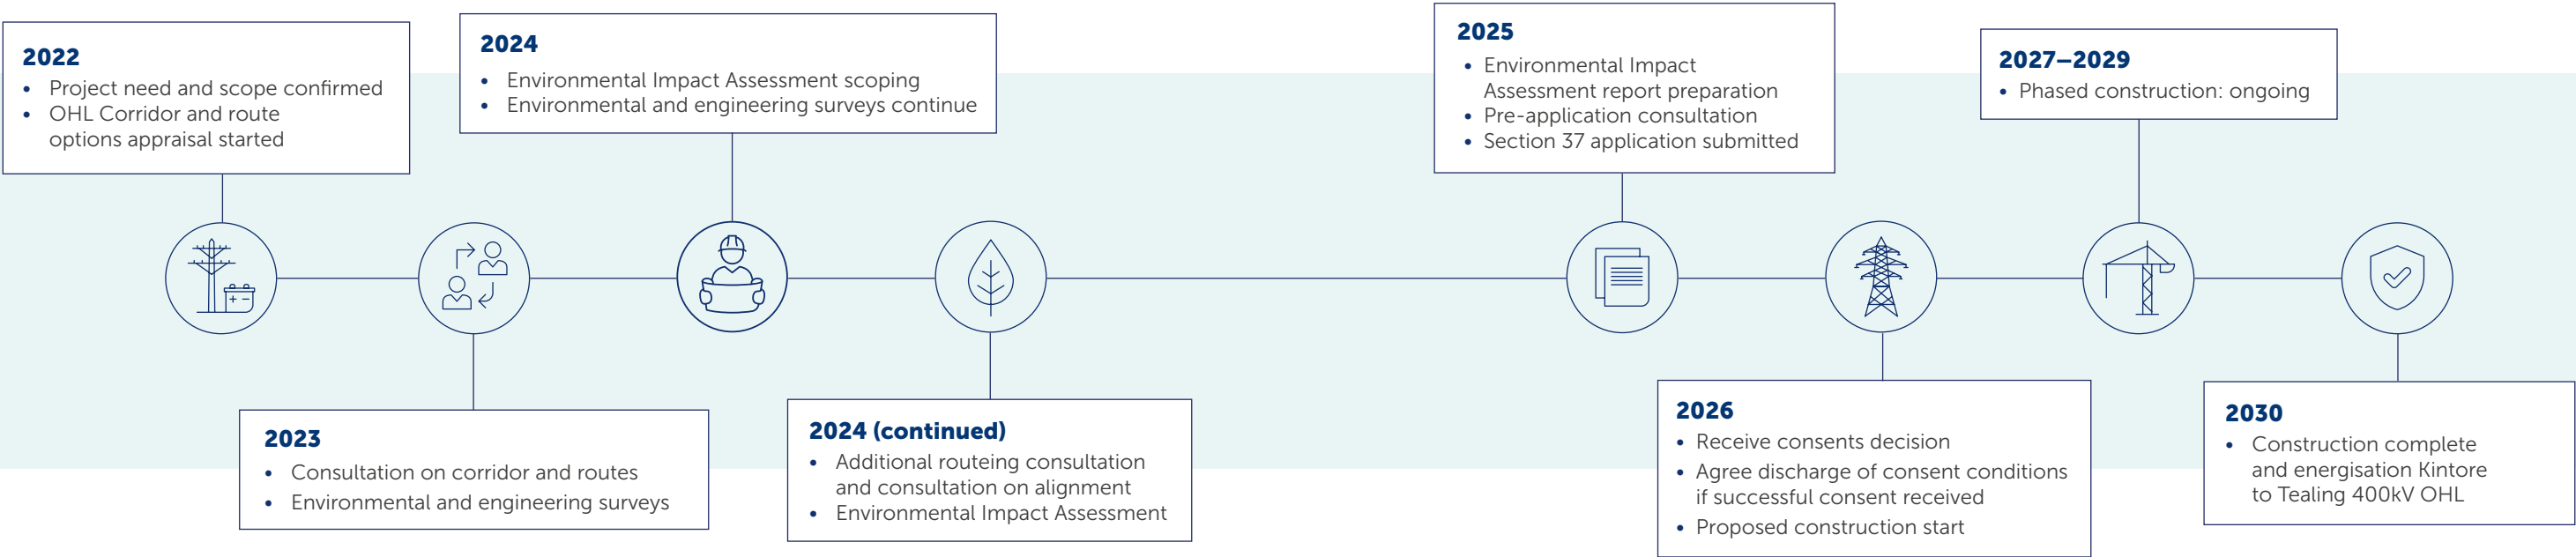 2022
• Project need and scope confirmed
• OHL Corridor and route
options appraisal started
2023
• Consultation on corridor and routes
• Environmental and engineering surveys
2024
• Environmental Impact Assessment scoping
• Environmental and engineering surveys continue
2024 (continued)
• Additional routeing consultation
and consultation on alignment
• Environmental Impact Assessment
2025
• Environmental Impact
Assessment report preparation
• Pre-application consultation
• Section 37 application submitted
2026
• Receive consents decision
• Agree discharge of consent conditions
if successful consent received
• Proposed construction start
2027–2029
• Phased construction: ongoing
2030
• Construction complete
and energisation Kintore
to Tealing 400kV OHL